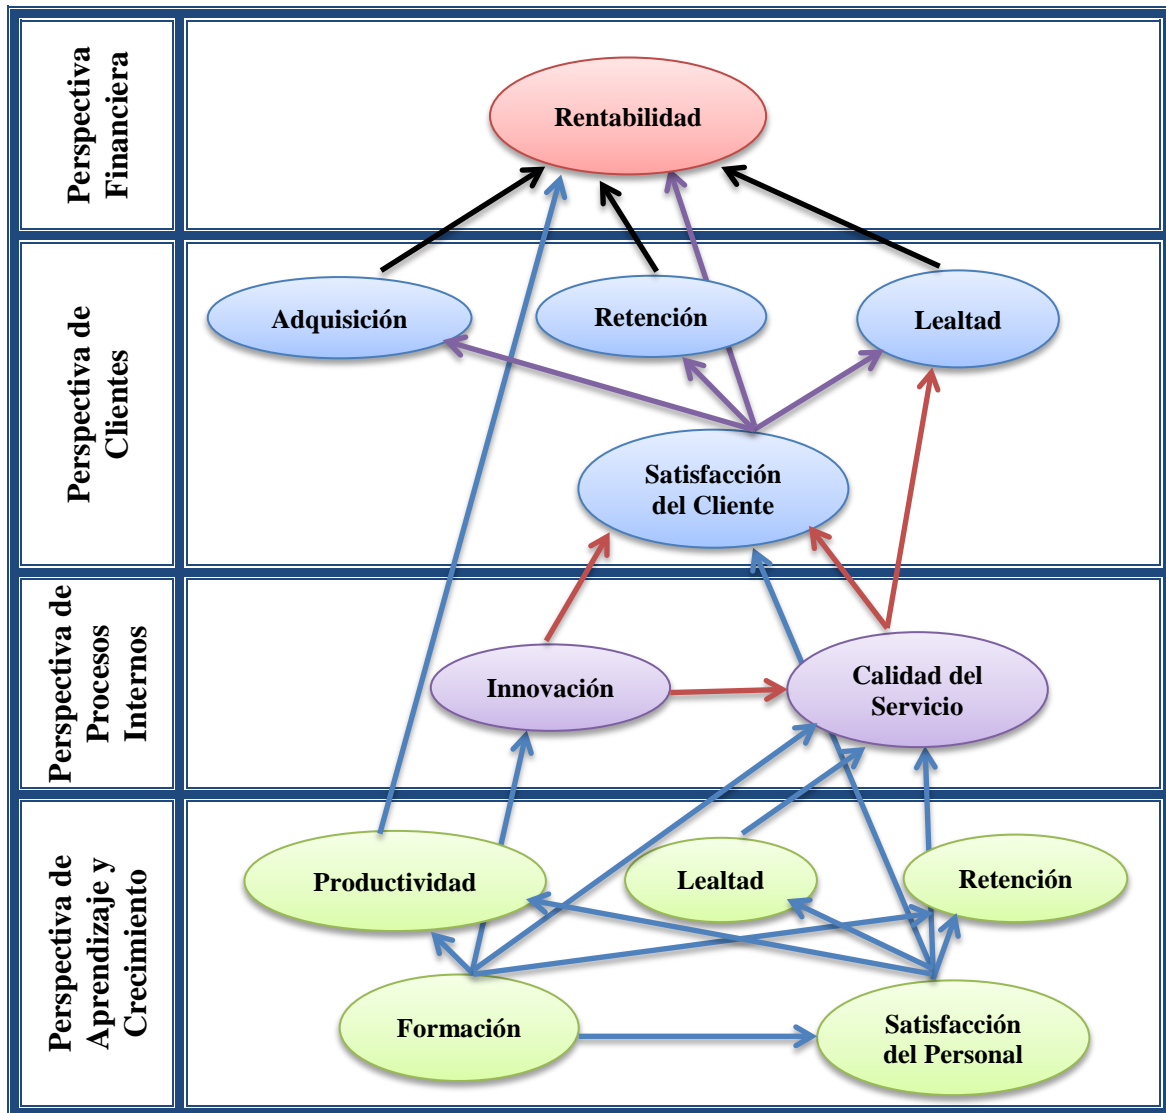 Perspectiva
Financiera
Rentabilidad
Perspectiva de
Clientes
Adquisición
Retención
Lealtad
Satisfacción
del Cliente
Perspectiva de
Procesos
Internos
Innovación
Calidad del
Servicio
Perspectiva de
Aprendizaje y
Crecimiento
Productividad
Lealtad
Retención
Formación
Satisfacción
del Personal